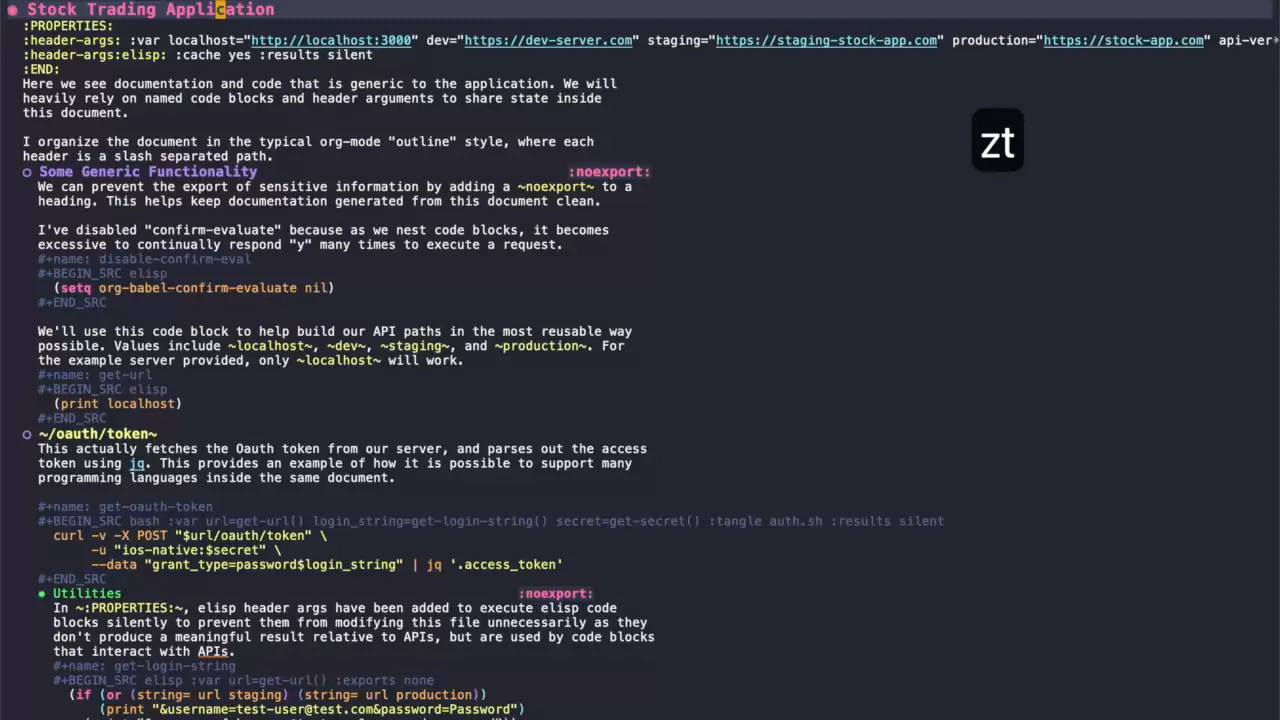 Stock Trading Application
:PROPERTIES:
:header-args: :var localhost="http://localhost:3000" dev="https://dev-server.com" staging="https://staging-stock-app.com" production="https://stock-app.com" api-ver
:header-args:elisp: :cache yes :results silent
:END:
Here we see documentation and code that is generic to the application. We will
heavily rely on named code blocks and header arguments to share state inside
this document.
I organize the document in the typical org-mode "outline" style, where each
header is a slash separated path.
zt
Some Generic Functionality :noexport:
We can prevent the export of sensitive information by adding a ~noexport~ to a
heading. This helps keep documentation generated from this document clean.
I've disabled "confirm-evaluate" because as we nest code blocks, it becomes
excessive to continually respond "y" many times to execute a request.
#+name: disable-confirm-eval
#+BEGIN_SRC elisp
(setq org-babel-confirm-evaluate nil)
#+END_SRC
We'll use this code block to help build our API paths in the most reusable way
possible. Values include ~localhost~, ~dev~, ~staging~, and ~production~. For
the example server provided, only ~localhost~ will work.
#+name: get-url
#+BEGIN_SRC elisp
(print localhost)
#+END_SRC
~/oauth/token~
This actually fetches the Oauth token from our server, and parses out the access
token using jq. This provides an example of how it is possible to support many
programming languages inside the same document.
#+name: get-oauth-token
#+BEGIN_SRC bash :var url=get-url() login_string=get-login-string() secret=get-secret() :tangle auth.sh :results silent
curl -v -X POST "$url/oauth/token" \
-u "ios-native:$secret" \
--data "grant_type=password$login_string" | jq '.access_token'
#+END_SRC
Utilities :noexport:
In ~:PROPERTIES:~, elisp header args have been added to execute elisp code
blocks silently to prevent them from modifying this file unnecessarily as they
don't produce a meaningful result relative to APIs, but are used by code blocks
that interact with APIs.
#+name: get-login-string
#+BEGIN_SRC elisp :var url=get-url() :exports none
(if (or (string= url staging) (string= url production))
(print "&username=test-user@test.com&password=Password")